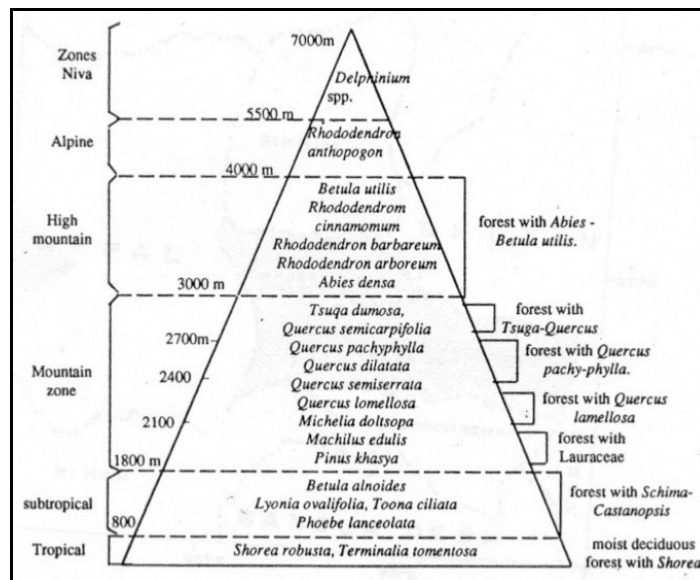 Zones
Niva
7000m
Delphinium
spp.
5500 m
Alpine
Rhododendron
anthopogon
4000 m
High
mountain
Betula utilis
Rhododendrom
cinnamomum
Rhododendron barbareum
Rhododendron arboreum
Abies densa
forest with Abies -
Betula utilis.
3000 m
Mountain
zone
2700m
2400
2100
Tsuqa dumosa,
Quercus semicarpifolia
Quercus pachyphylla
Quercus dilatata
Quercus semiserrata
Quercus lomellosa
Michelia doltsopa
Machilus edulis
Pinus khasya
forest with
Tsuga-Quercus
forest with Quercus
pachy-phylla.
forest with Quercus
lamellosa
forest with
Lauraceae
1800 m
subtropical
Betula alnoides
Lyonia ovalifolia, Toona ciliata
Phoebe lanceolata
forest with Schima-
Castanopsis
800
Tropical
Shorea robusta, Terminalia tomentosa
moist deciduous
forest with Shorea